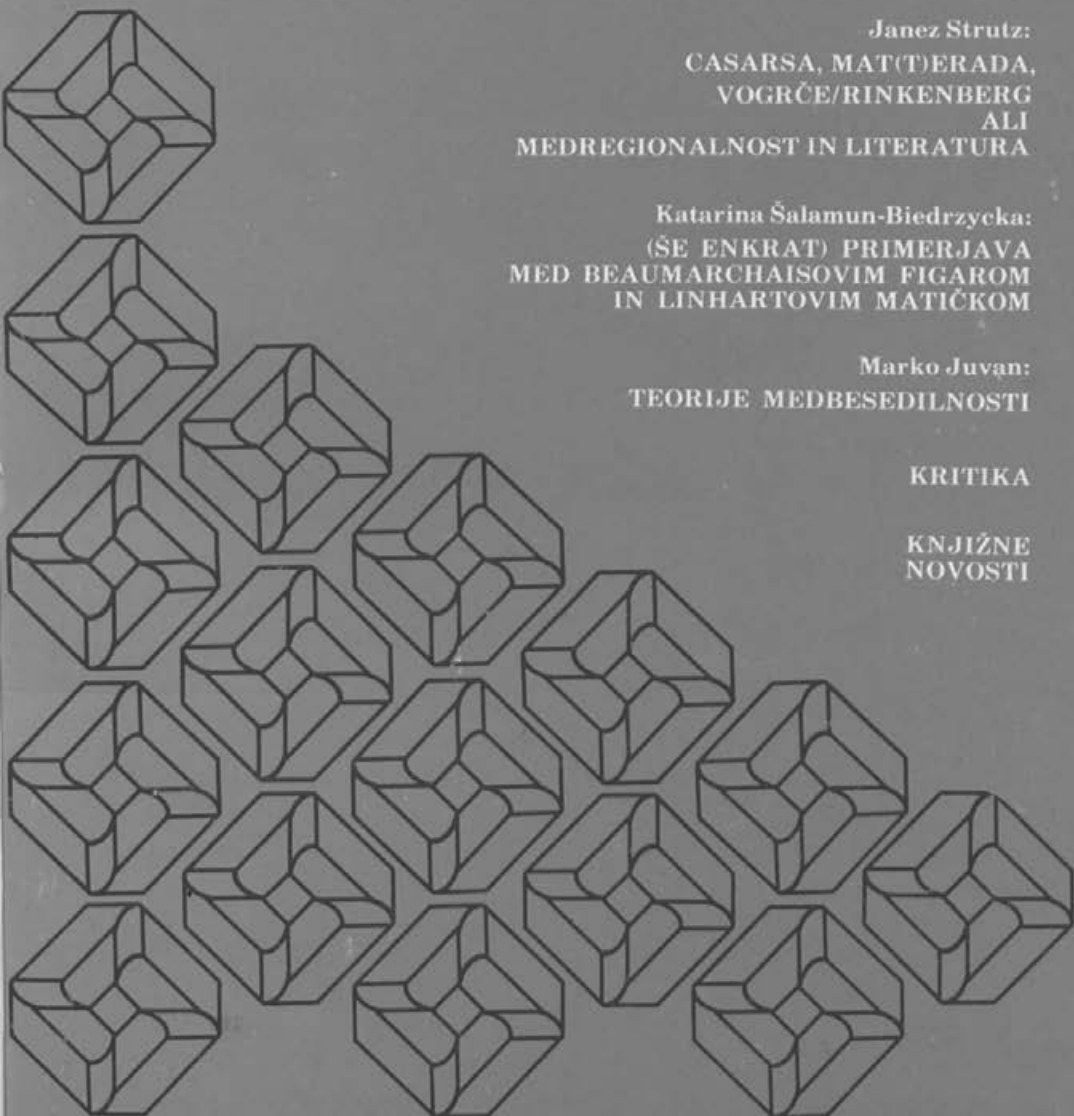 Janez Strutz:
CASARSA, MAT(T)ERADA,
VOGRČE/RINKENBERG
ALI
MEDREGIONALNOST IN LITERATURA
Katarina Šalamun-Biedrzycka:
(ŠE ENKRAT) PRIMERJAVA
MED BEAUMARCHAISOVIM FIGAROM
IN LINHARTOVIM MATIČKOM
Marko Juvan:
TEORIJE MEDBESEDILNOSTI
KRITIKA
KNJIŽNE
NOVOSTI